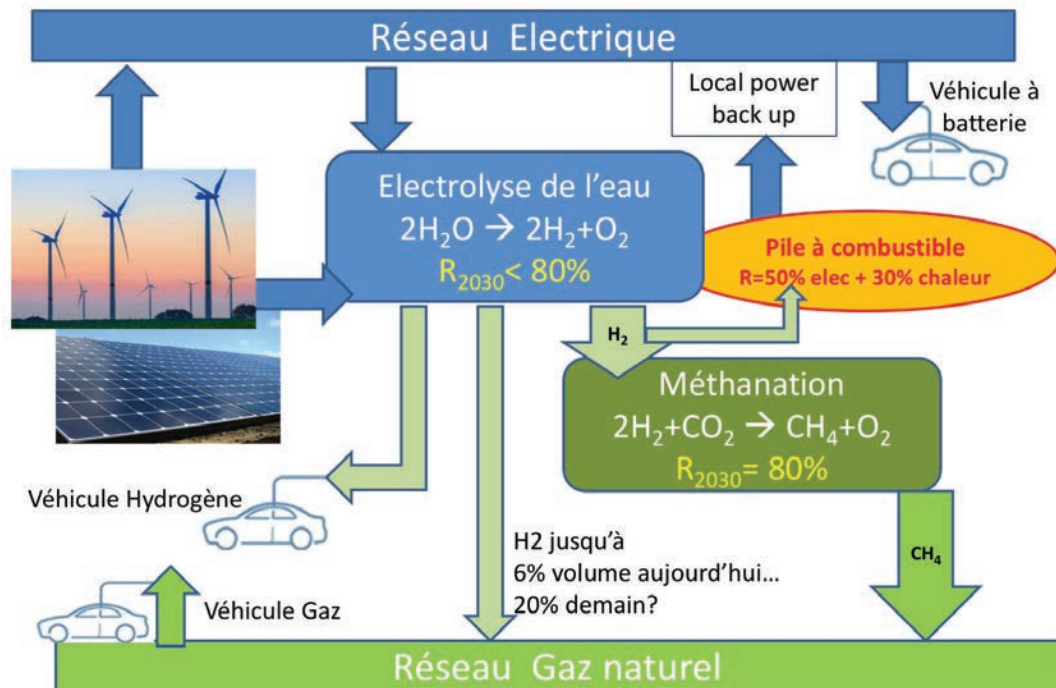 Réseau  Electrique
Local power
back up
Véhicule à
batterie
Electrolyse de l'eau
2H₂O → 2H₂+O₂
R₂₀₃₀< 80%
Pile à combustible
R=50% elec + 30% chaleur
H₂
Méthanation
2H₂+CO₂ → CH₄+O₂
R₂₀₃₀= 80%
Véhicule Hydrogène
H2 jusqu'à
6% volume aujourd'hui...
20% demain?
CH₄
Véhicule Gaz
Réseau  Gaz naturel